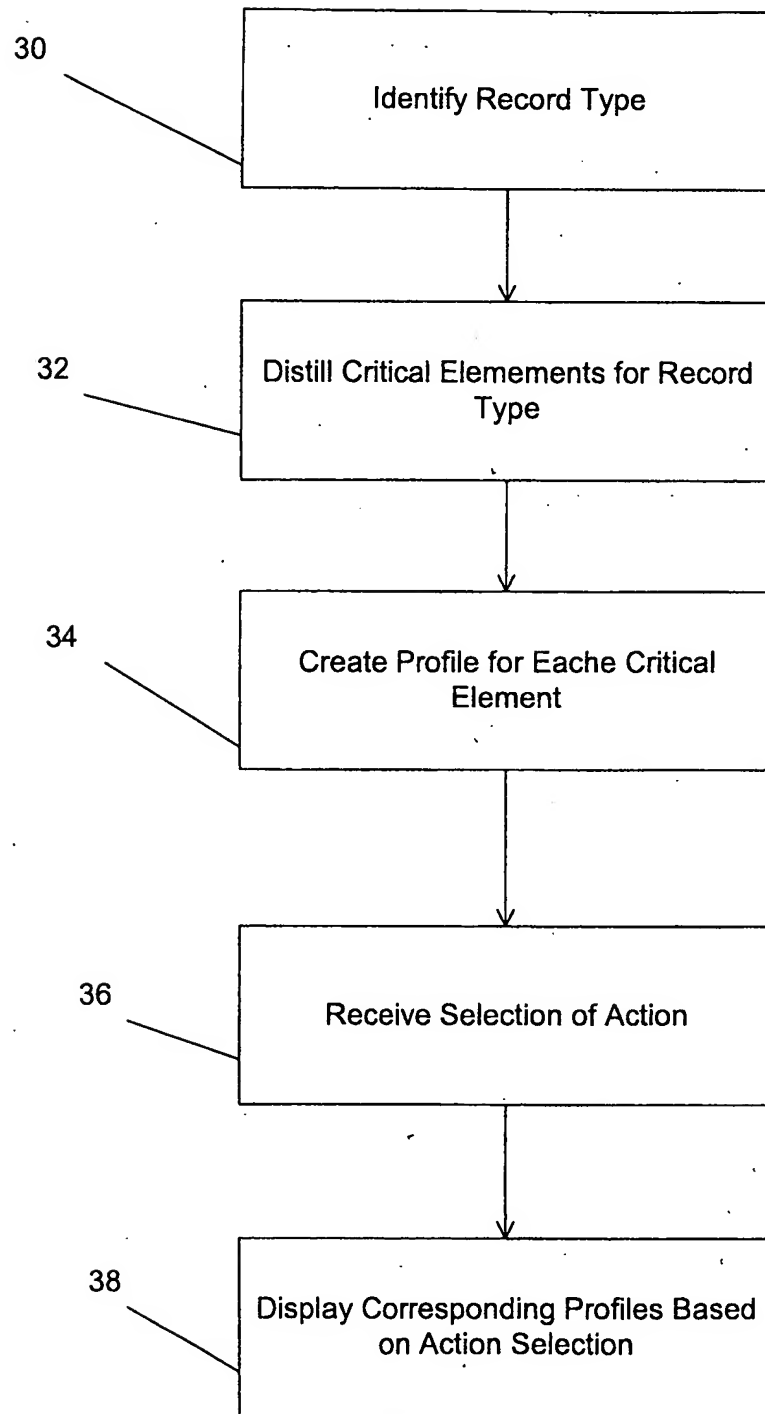 30
Identify Record Type
32
Distill Critical Elemements for Record
Type
34
Create Profile for Eache Critical
Element
36
Receive Selection of Action
38
Display Corresponding Profiles Based
on Action Selection